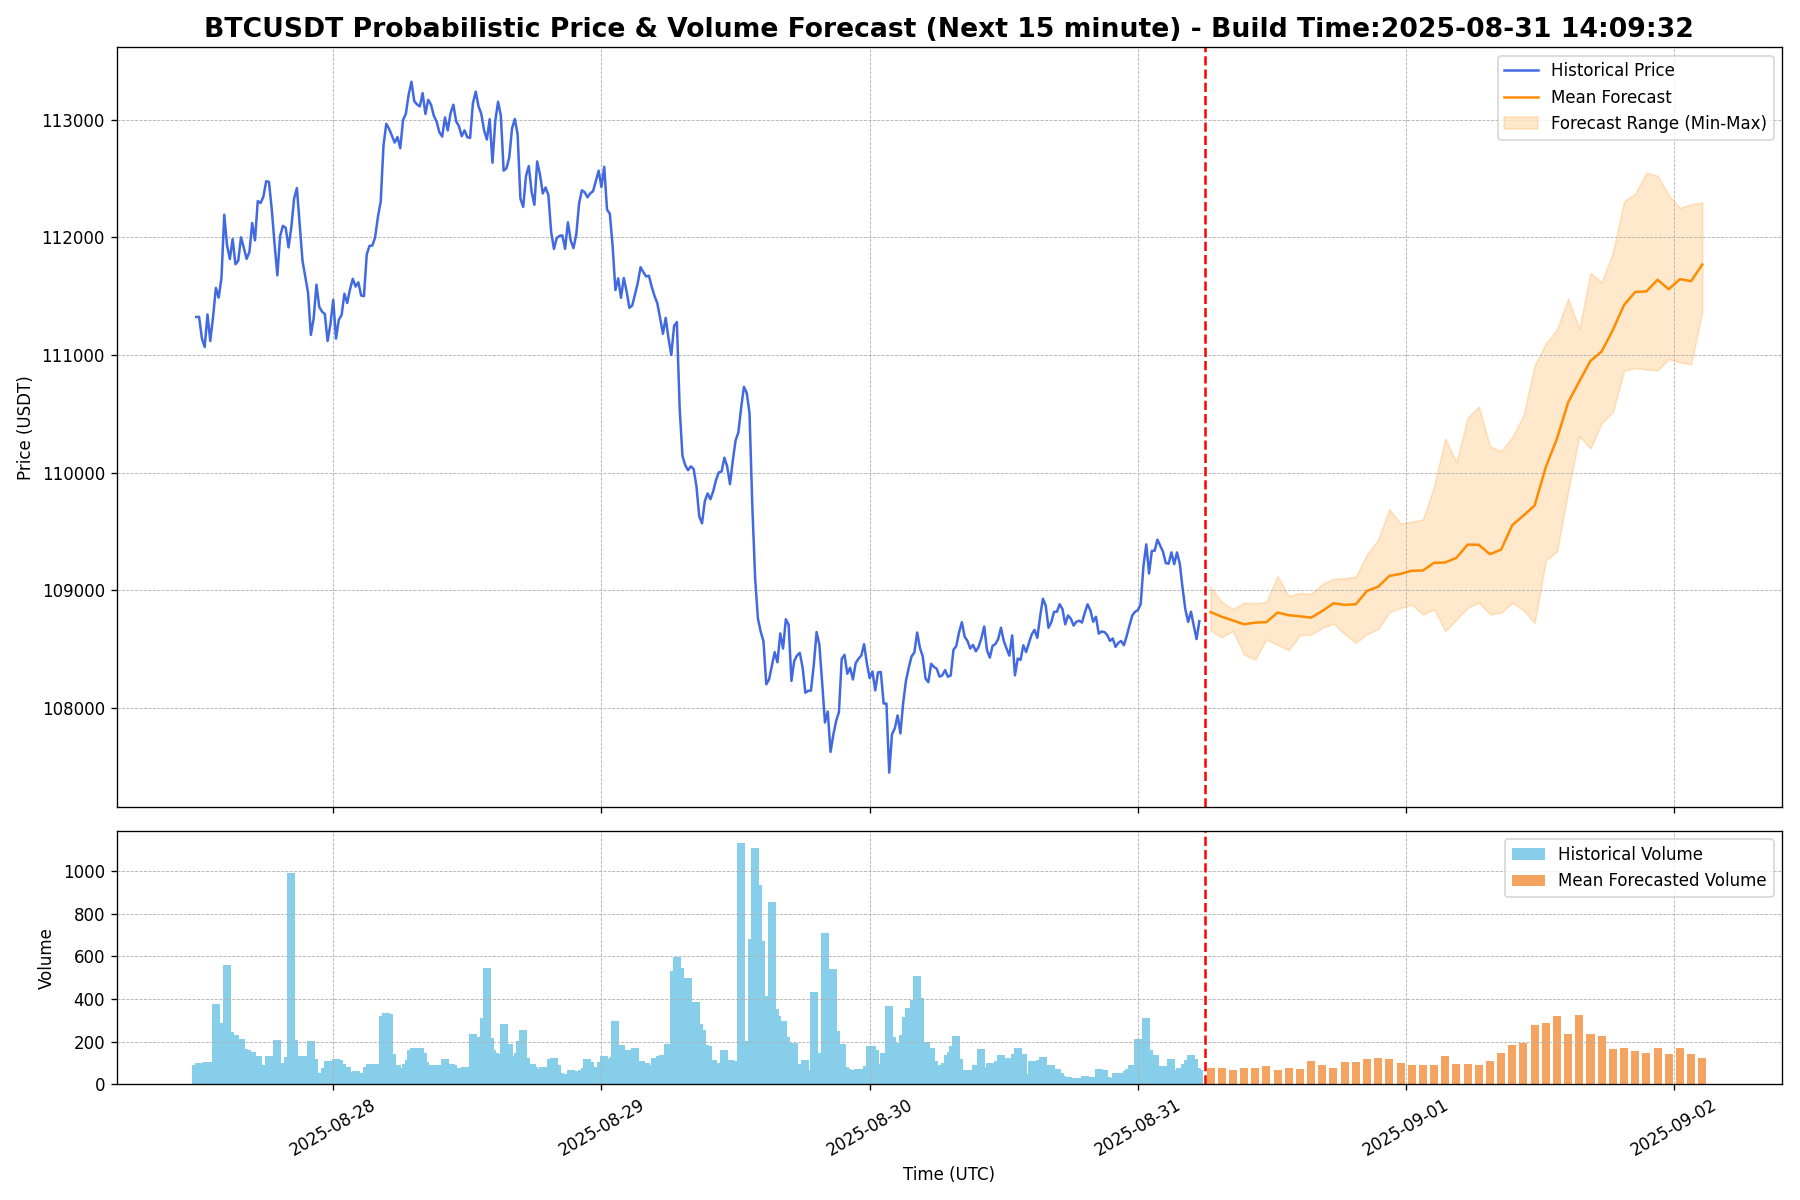 BTCUSDT Probabilistic Price & Volume Forecast (Next 15 minute) - Build Time:2025-08-31 14:09:32
Historical Price
Mean Forecast
Forecast Range (Min-Max)
Price (USDT)
113000
112000
111000
110000
109000
108000
Historical Volume
Mean Forecasted Volume
Volume
1000
800
600
400
200
0
2025-08-28
2025-08-29
2025-08-30
2025-08-31
2025-09-01
2025-09-02
Time (UTC)